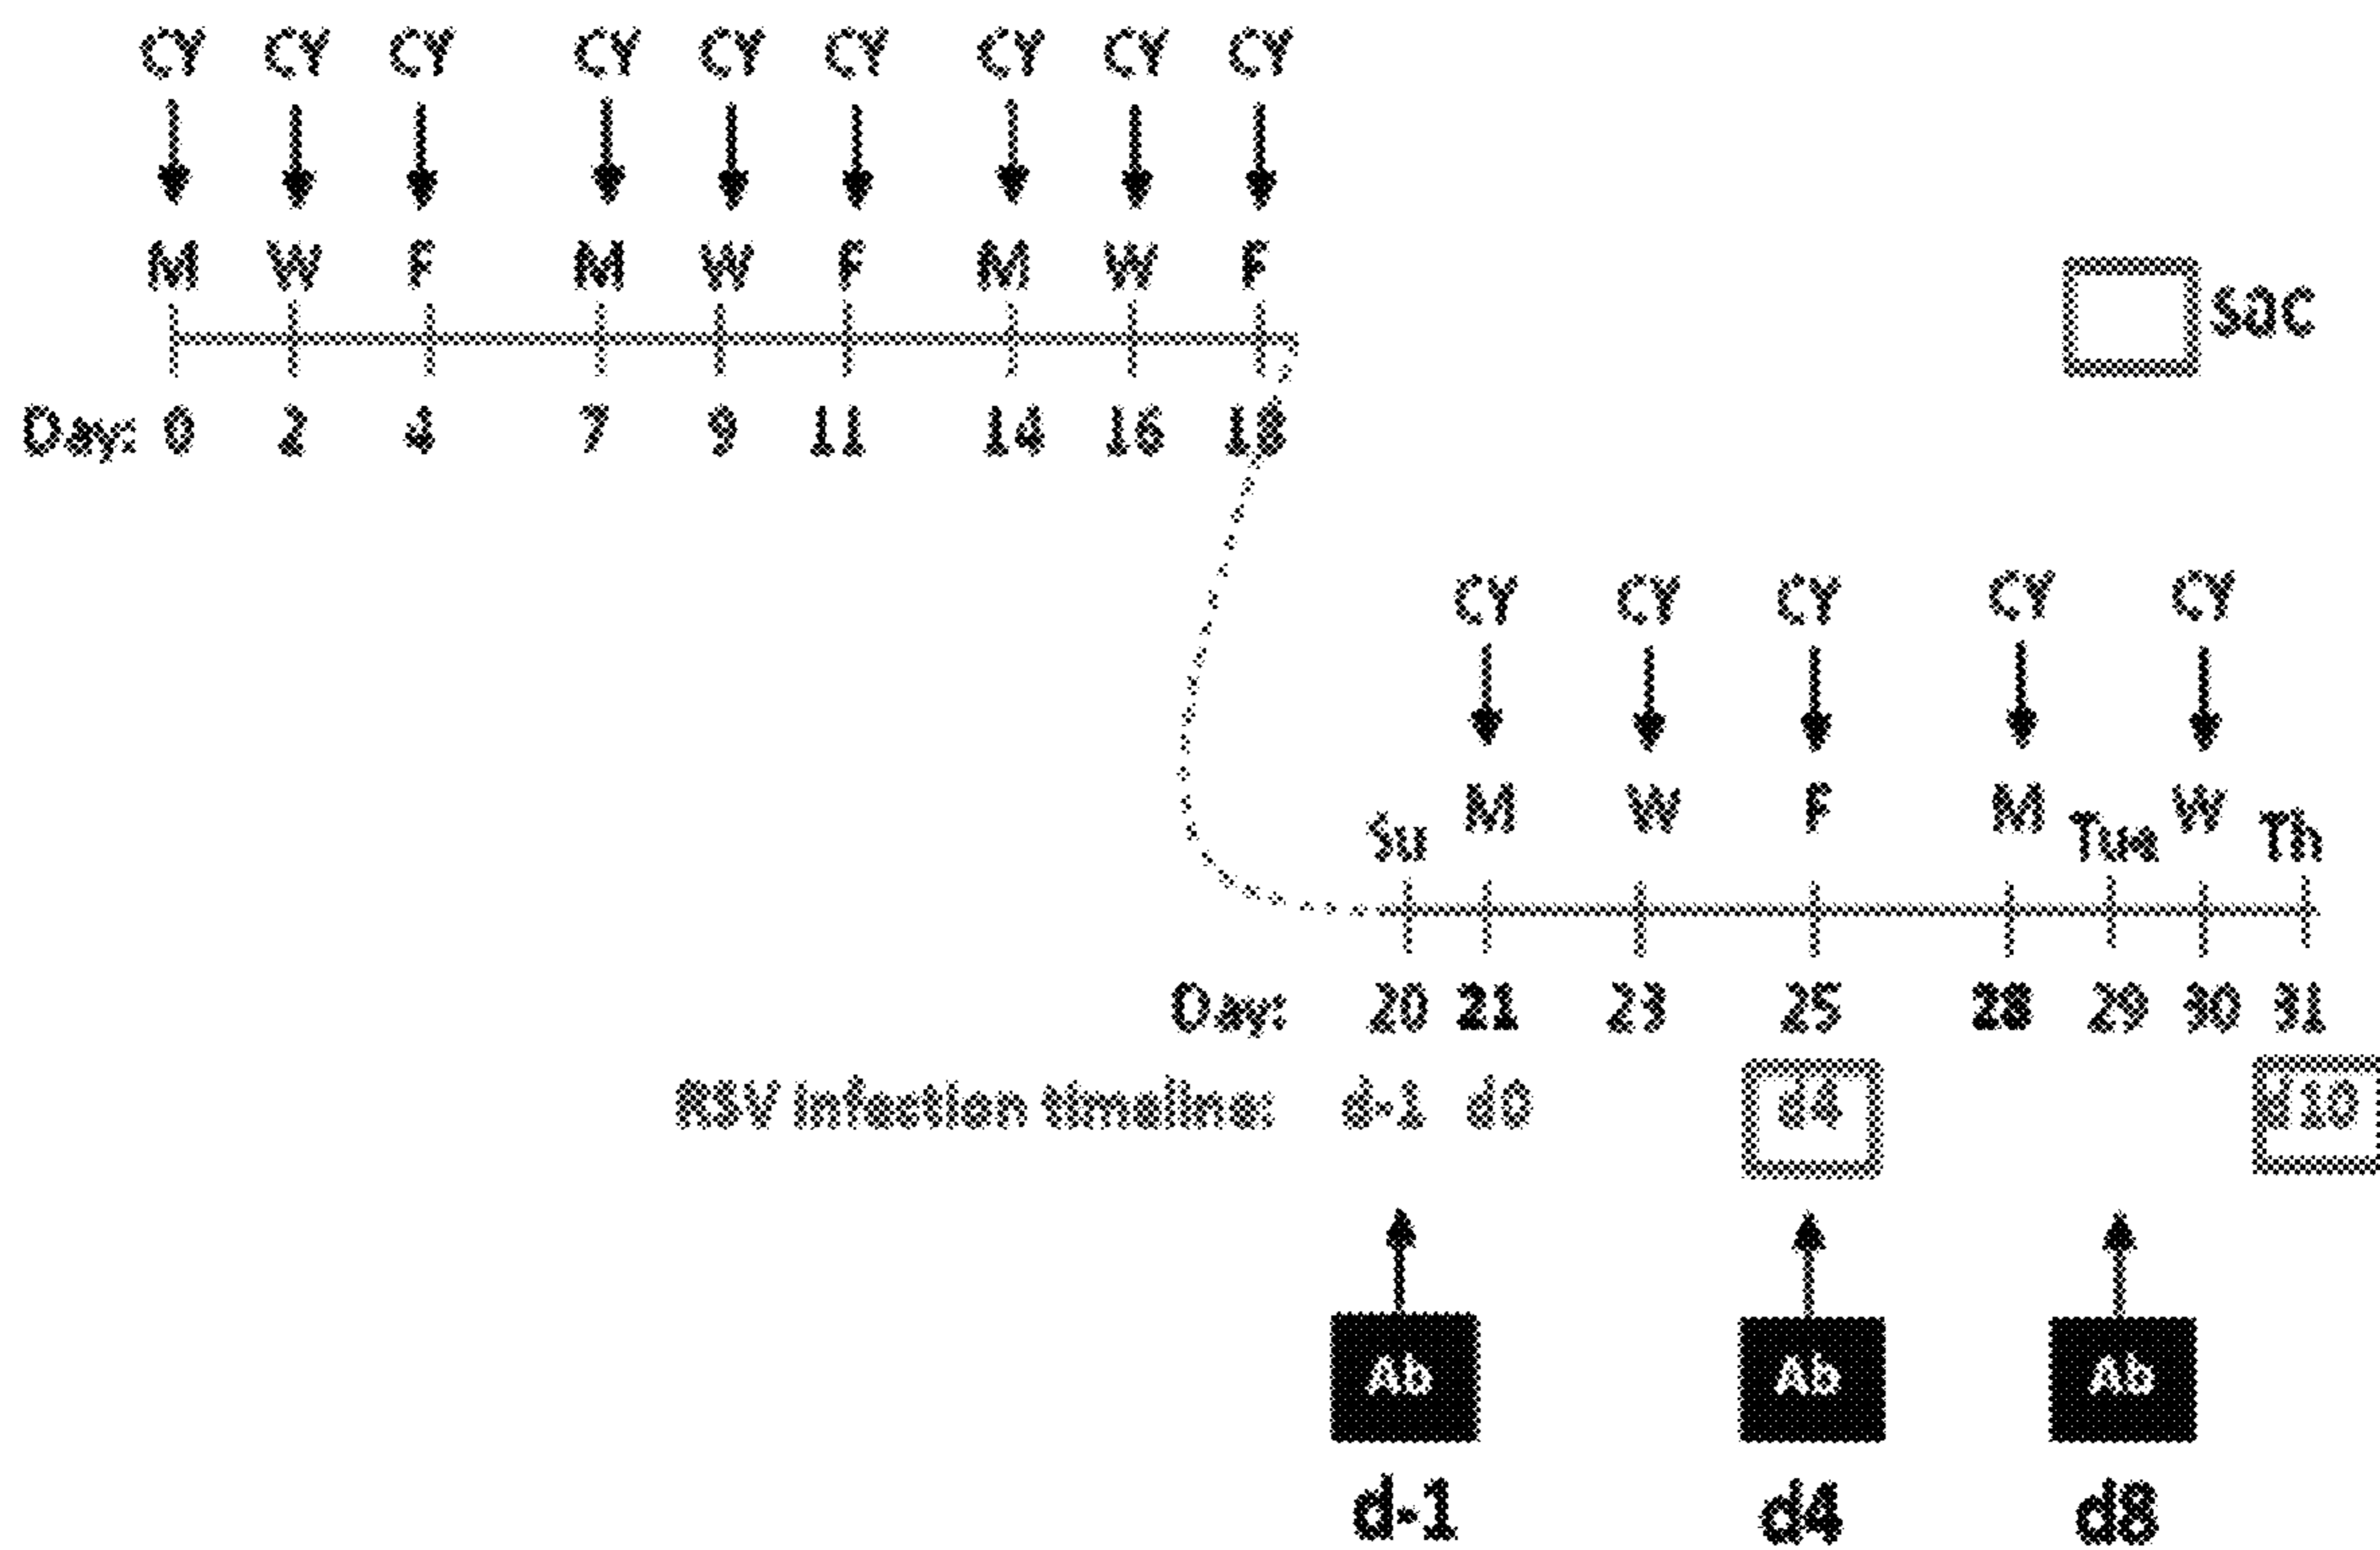 CY CY CY CY CY CY CY CY CY
M W F M W F M W F
sac
Day: 0 2 4 7 9 11 14 16 18
CY CY CY CY CY
Su M W F M Tue W Th
Day: 20 21 23 25 28 29 30 31
RSV infection timeline: d-1 d0 d4 d10
Ab Ab Ab
d-1 d4 d8